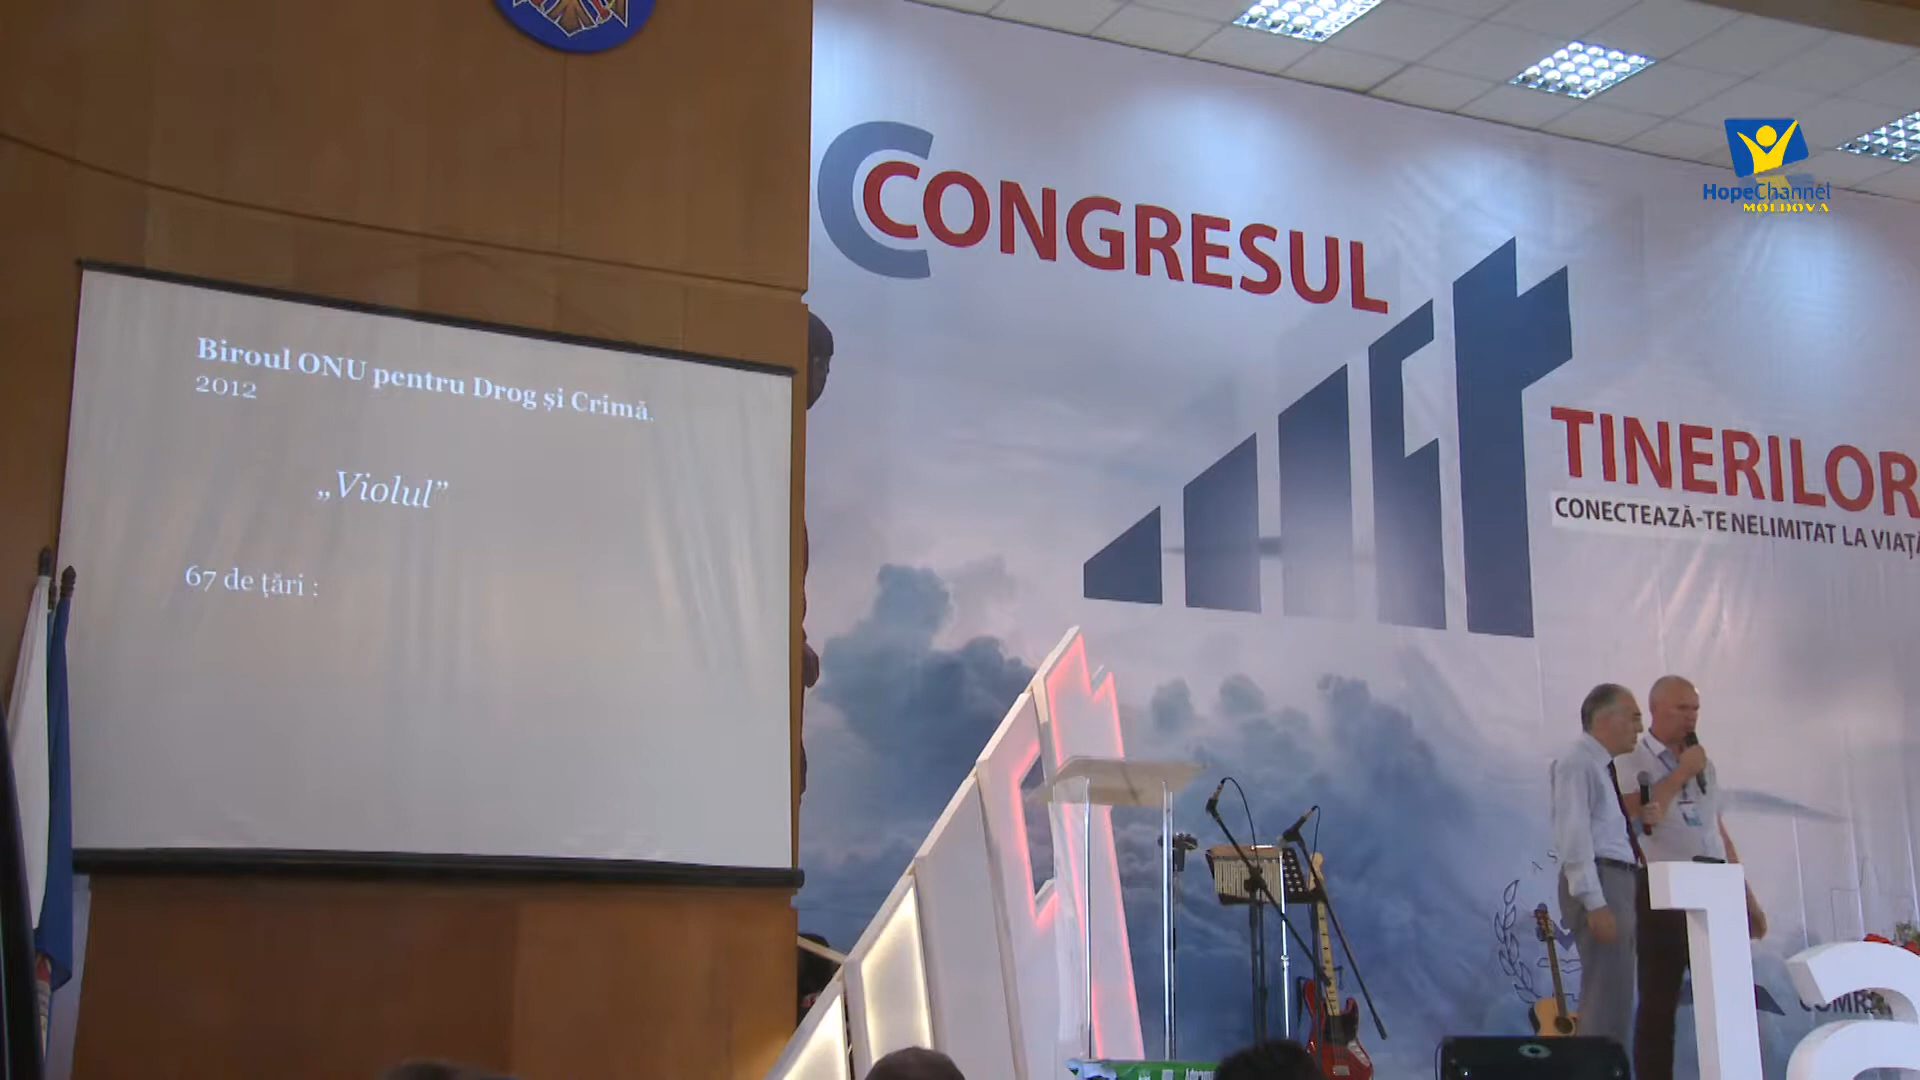 HopeChannel
MOLDOVA
CONGRESUL
TINERILOR
CONECTEAZĂ-TE NELIMITAT LA VIAȚĂ
Biroul ONU pentru Drog și Crimă,
2012
„Violul”
67 de țări :